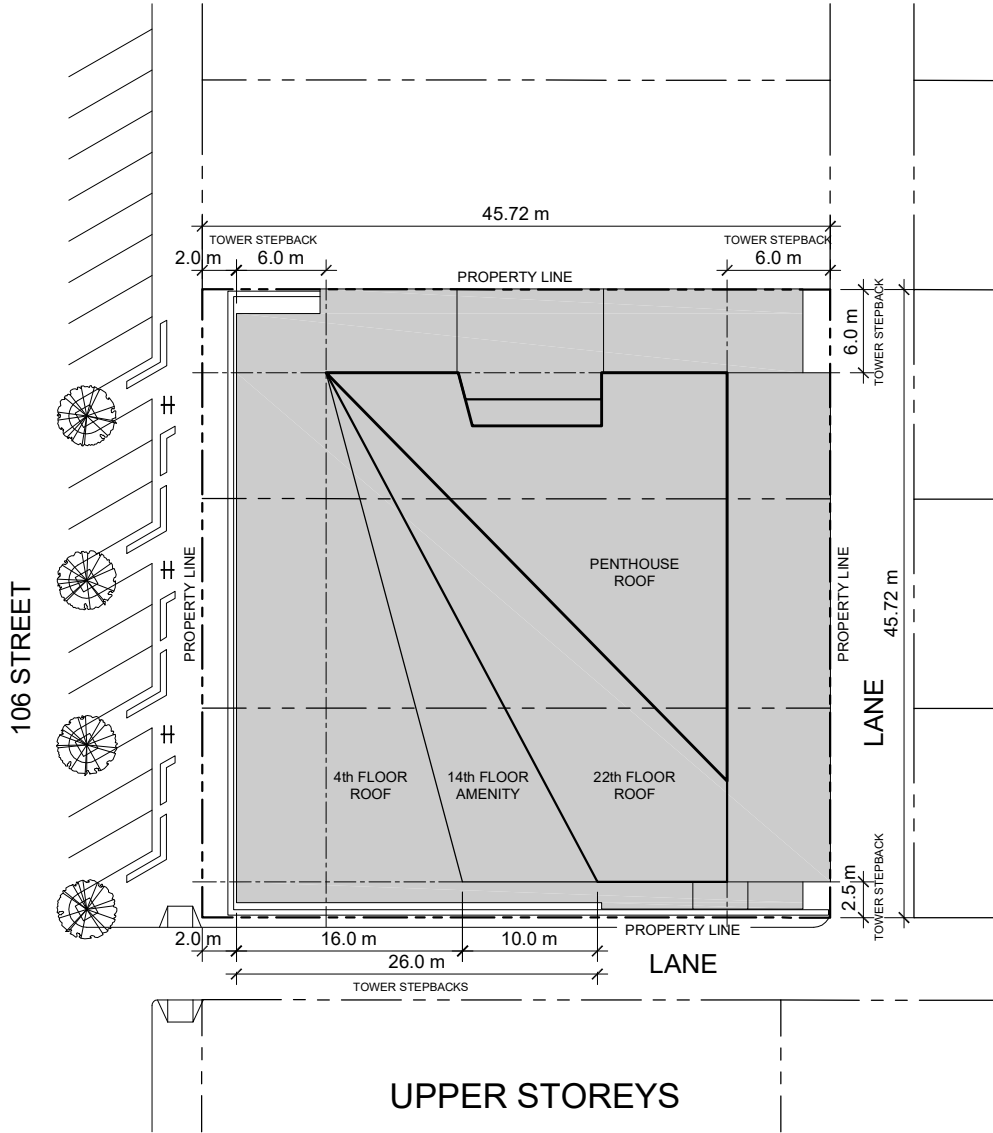 45.72 m
TOWER STEPBACK
TOWER STEPBACK
2.0 m
6.0 m
6.0 m
PROPERTY LINE
6.0 m
TOWER STEPBACK
106 STREET
PROPERTY LINE
PENTHOUSE
ROOF
PROPERTY LINE
45.72 m
LANE
4th FLOOR
ROOF
14th FLOOR
AMENITY
22th FLOOR
ROOF
2.5 m
TOWER STEPBACK
2.0 m
16.0 m
10.0 m
PROPERTY LINE
26.0 m
LANE
TOWER STEPBACKS
UPPER STOREYS